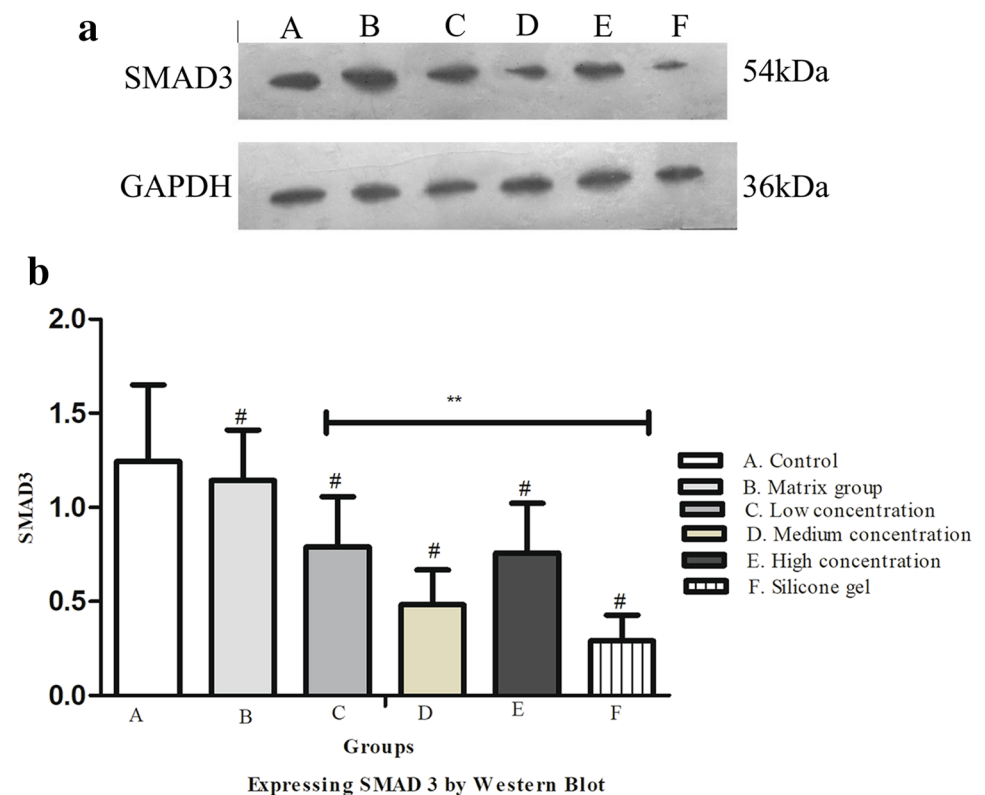 a
A B C D E F
SMAD3 54kDa
GAPDH 36kDa
b
2.0
1.5
1.0
0.5
0.0
SMAD3
# # # # #
**
A B C D E F
Groups
Expressing SMAD 3 by Western Blot
A. Control
B. Matrix group
C. Low concentration
D. Medium concentration
E. High concentration
F. Silicone gel